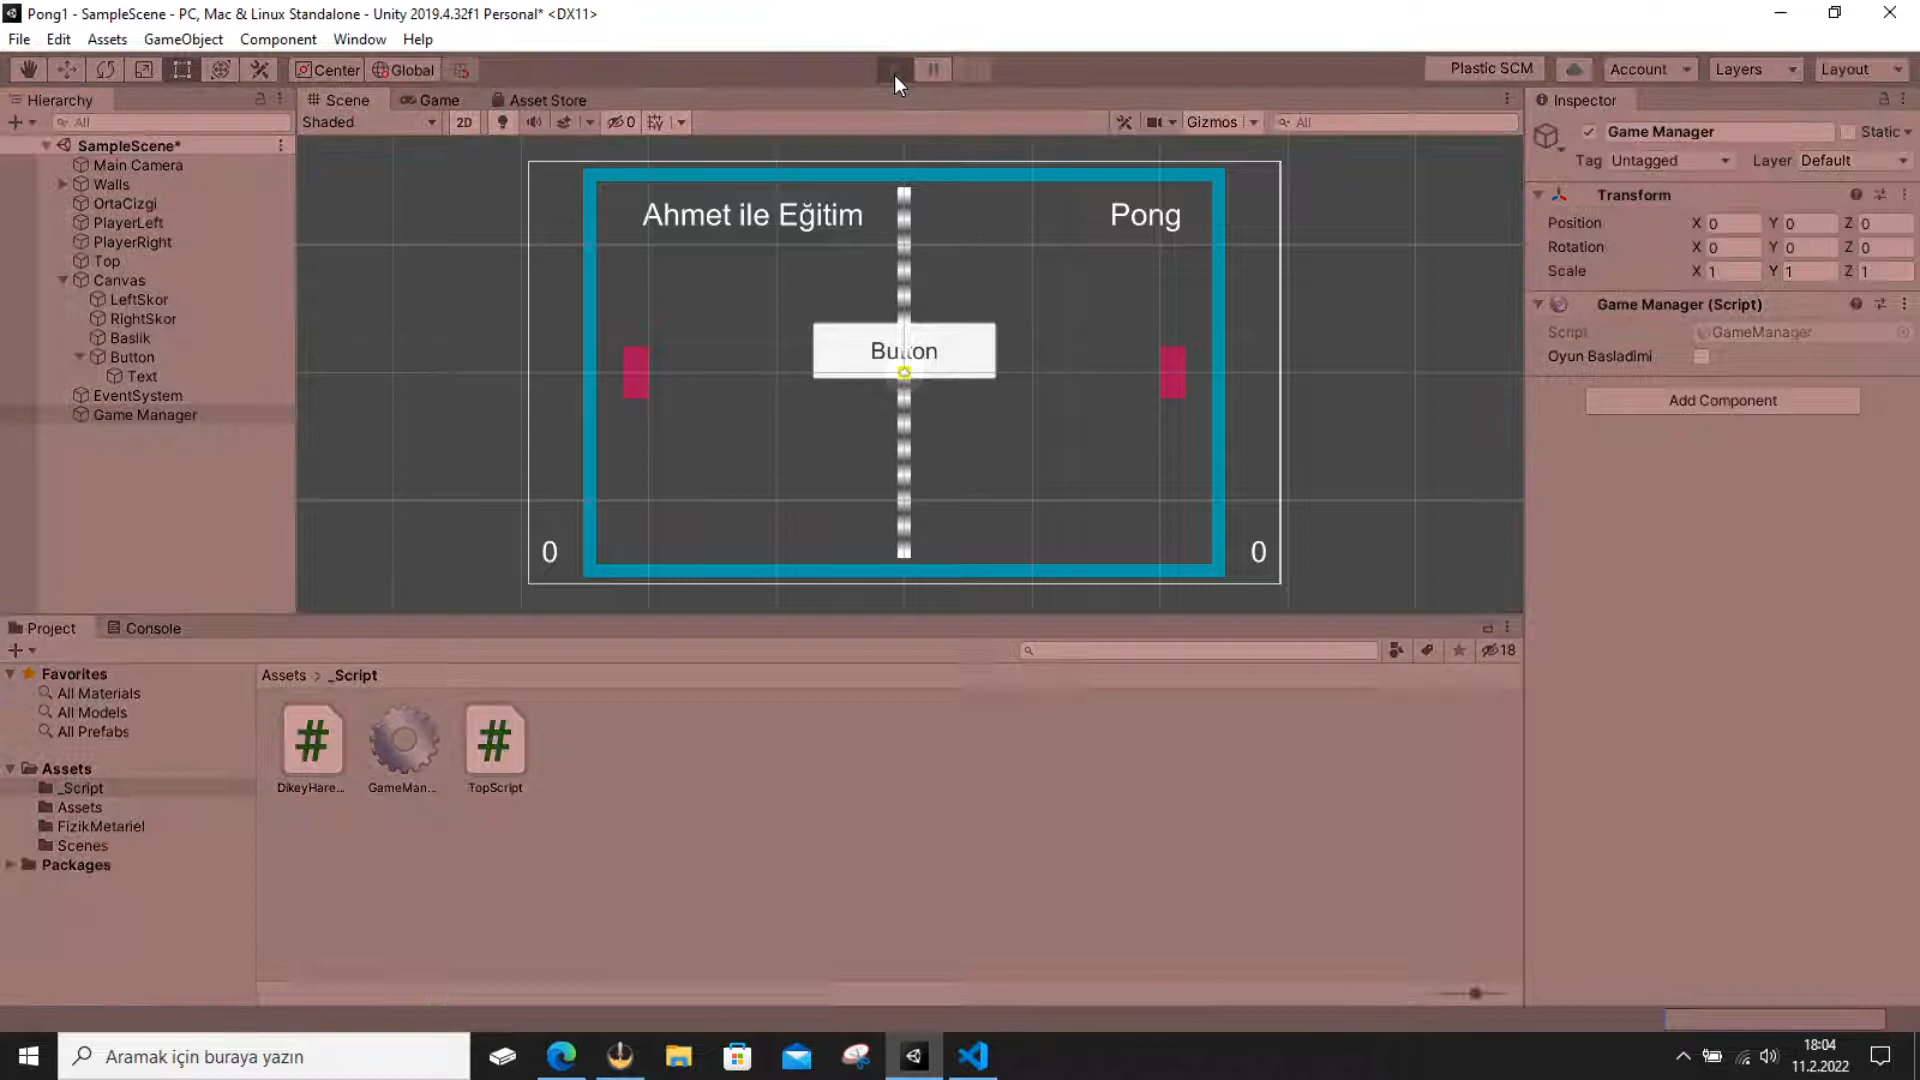 Pong1 - SampleScene - PC, Mac & Linux Standalone - Unity 2019.4.32f1 Personal* <DX11>
File Edit Assets GameObject Component Window Help
Center Global Plastic SCM Account Layers Layout
Hierarchy
All
SampleScene*
Main Camera
Walls
OrtaCizgi
PlayerLeft
PlayerRight
Top
Canvas
LeftSkor
RightSkor
Baslik
Button
Text
EventSystem
Game Manager
Scene Game Asset Store
Shaded 2D 0 Gizmos All
Ahmet ile Eğitim Pong
Button
0 0
Inspector
Game Manager Static
Tag Untagged Layer Default
Transform
Position X 0 Y 0 Z 0
Rotation X 0 Y 0 Z 0
Scale X 1 Y 1 Z 1
Game Manager (Script)
Script GameManager
Oyun Basladimi
Add Component
Project Console
18
Favorites
All Materials
All Models
All Prefabs
Assets
_Script
Assets
FizikMetariel
Scenes
Packages
Assets > _Script
DikeyHare... GameMan... TopScript
Aramak için buraya yazın
18:04
11.2.2022